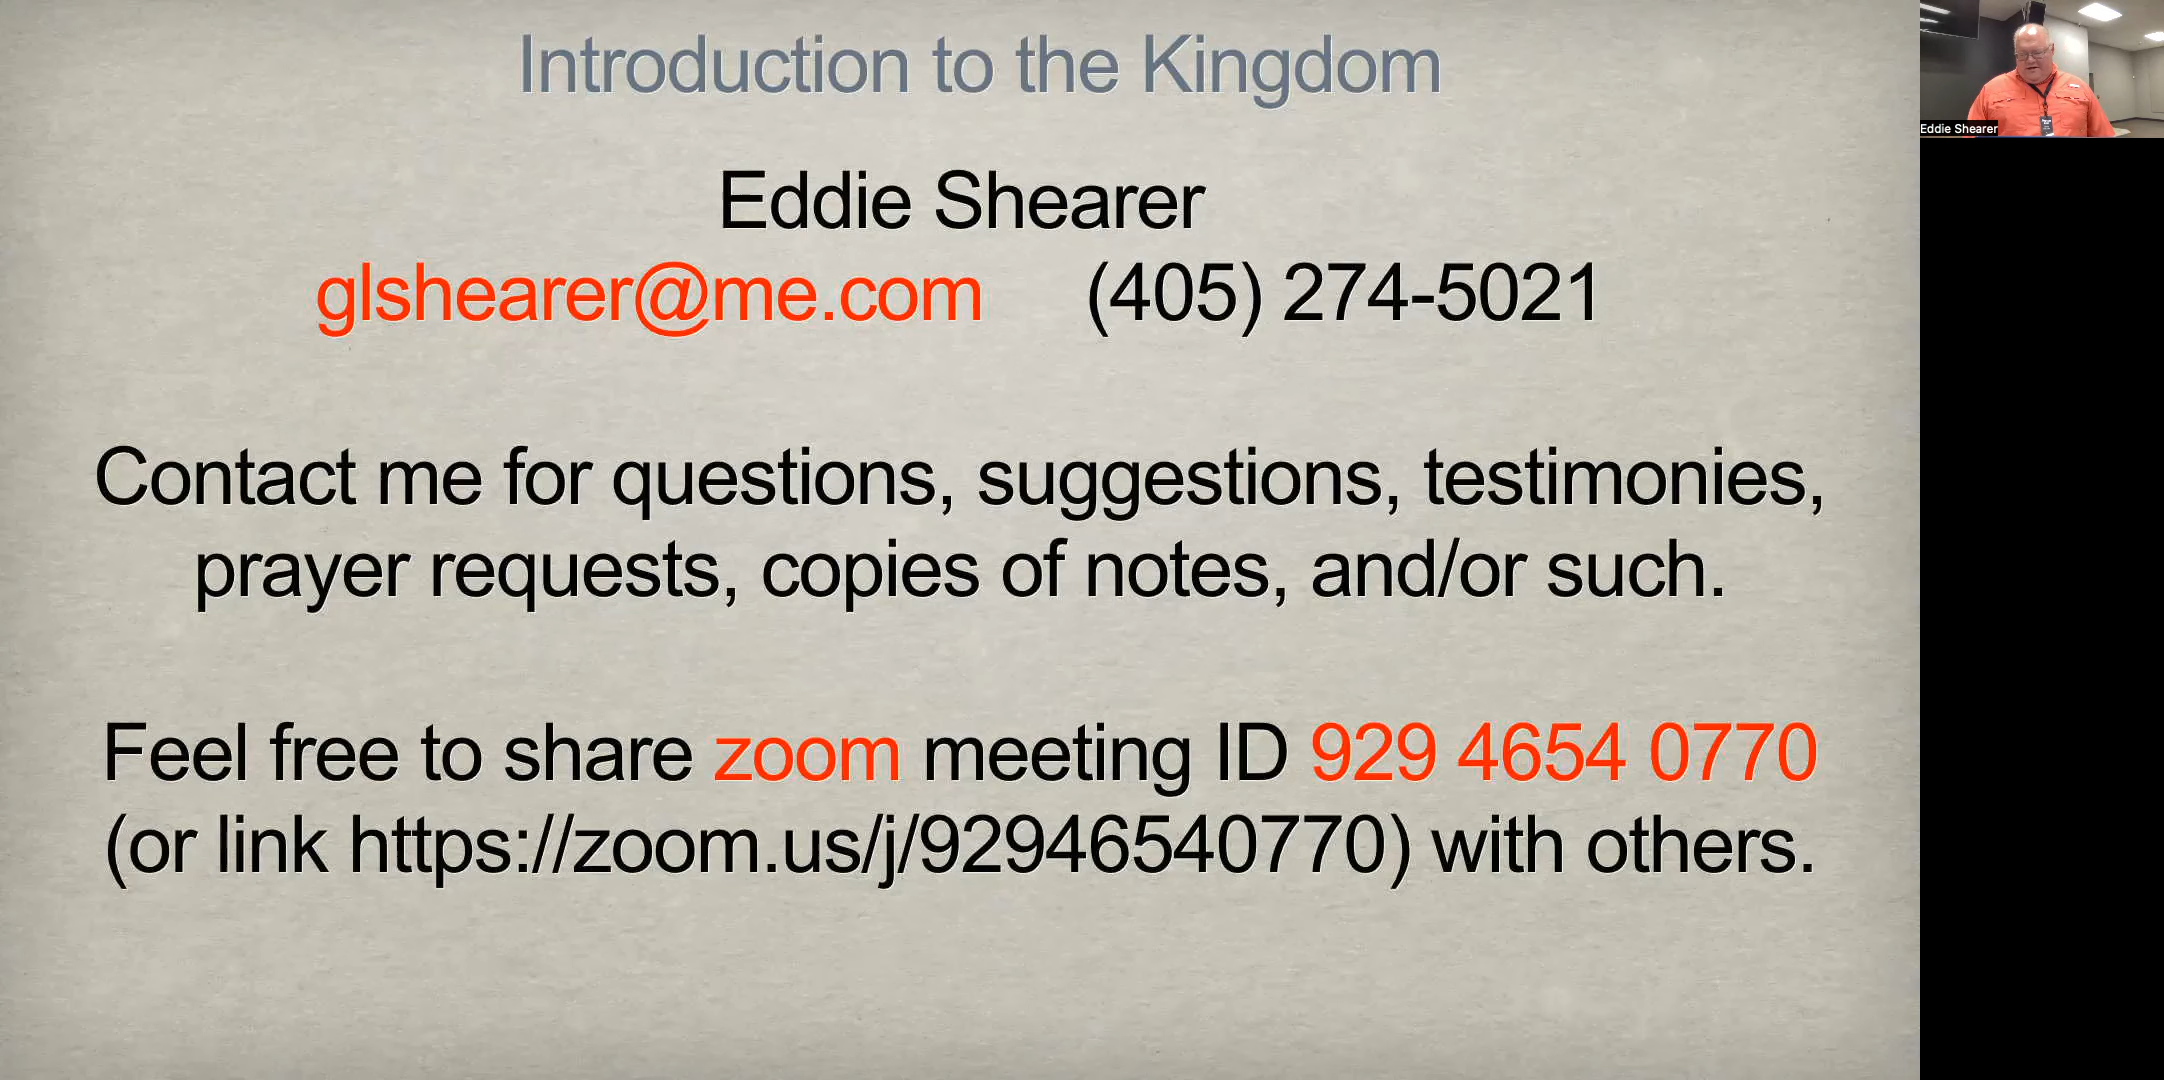 Introduction to the Kingdom
Eddie Shearer
glshearer@me.com (405) 274-5021
Contact me for questions, suggestions, testimonies,
prayer requests, copies of notes, and/or such.
Feel free to share zoom meeting ID 929 4654 0770
(or link https://zoom.us/j/92946540770) with others.
Eddie Shearer